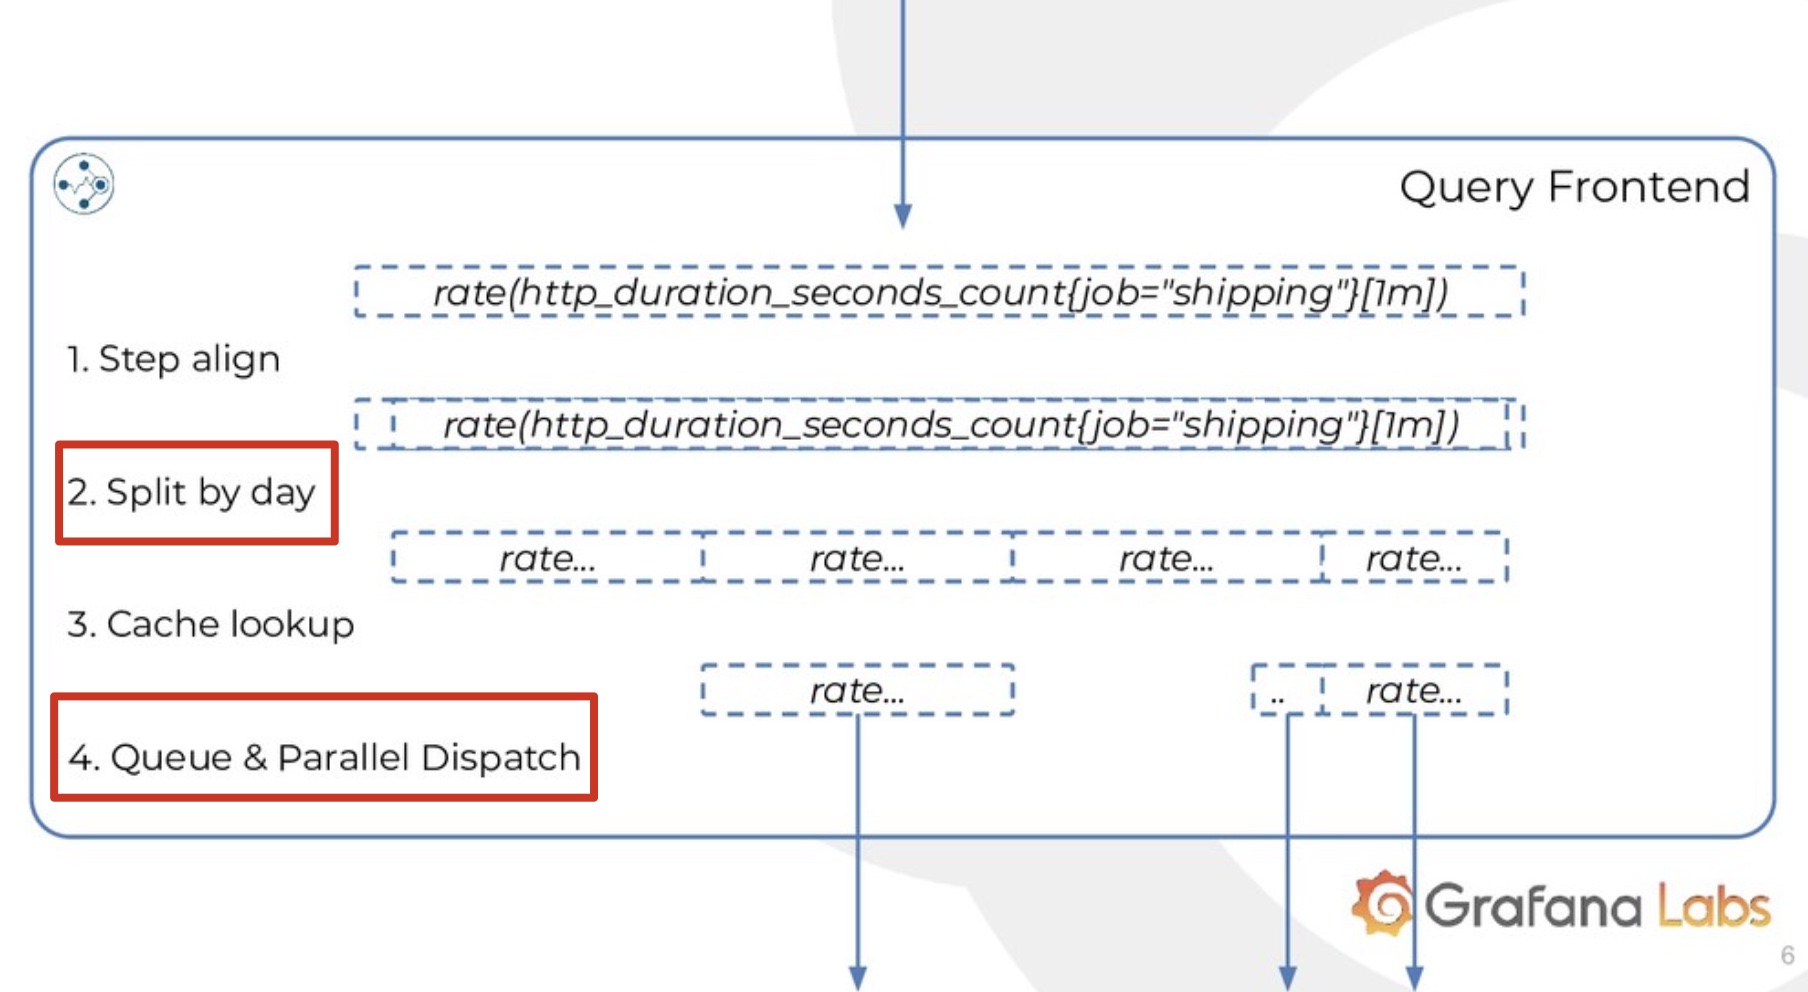 Query Frontend
rate(http_duration_seconds_count{job="shipping"}[1m])
1. Step align
rate(http_duration_seconds_count{job="shipping"}[1m])
2. Split by day
rate... rate... rate... rate...
3. Cache lookup
rate... .. rate...
4. Queue & Parallel Dispatch
Grafana Labs
6